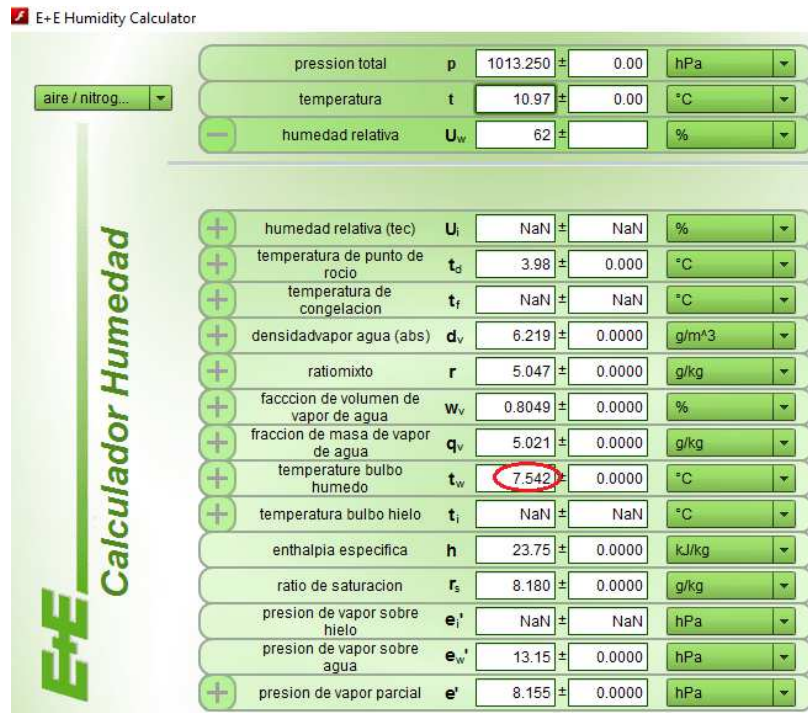 E+E Humidity Calculator
aire / nitrog...
pression total p 1013.250 ± 0.00 hPa
temperatura t 10.97 ± 0.00 °C
humedad relativa Uw 62 ± %
humedad relativa (tec) Ui NaN ± NaN %
temperatura de punto de
rocio td 3.98 ± 0.000 °C
temperatura de
congelacion tf NaN ± NaN °C
densidadvapor agua (abs) dv 6.219 ± 0.0000 g/m^3
ratiomixto r 5.047 ± 0.0000 g/kg
facccion de volumen de
vapor de agua wv 0.8049 ± 0.0000 %
fraccion de masa de vapor
de agua qv 5.021 ± 0.0000 g/kg
temperature bulbo
humedo tw 7.542 ± 0.0000 °C
temperatura bulbo hielo ti NaN ± NaN °C
enthalpia especifica h 23.75 ± 0.0000 kJ/kg
ratio de saturacion rs 8.180 ± 0.0000 g/kg
presion de vapor sobre
hielo ei' NaN ± NaN hPa
presion de vapor sobre
agua ew' 13.15 ± 0.0000 hPa
presion de vapor parcial e' 8.155 ± 0.0000 hPa
Calculador Humedad
E+E